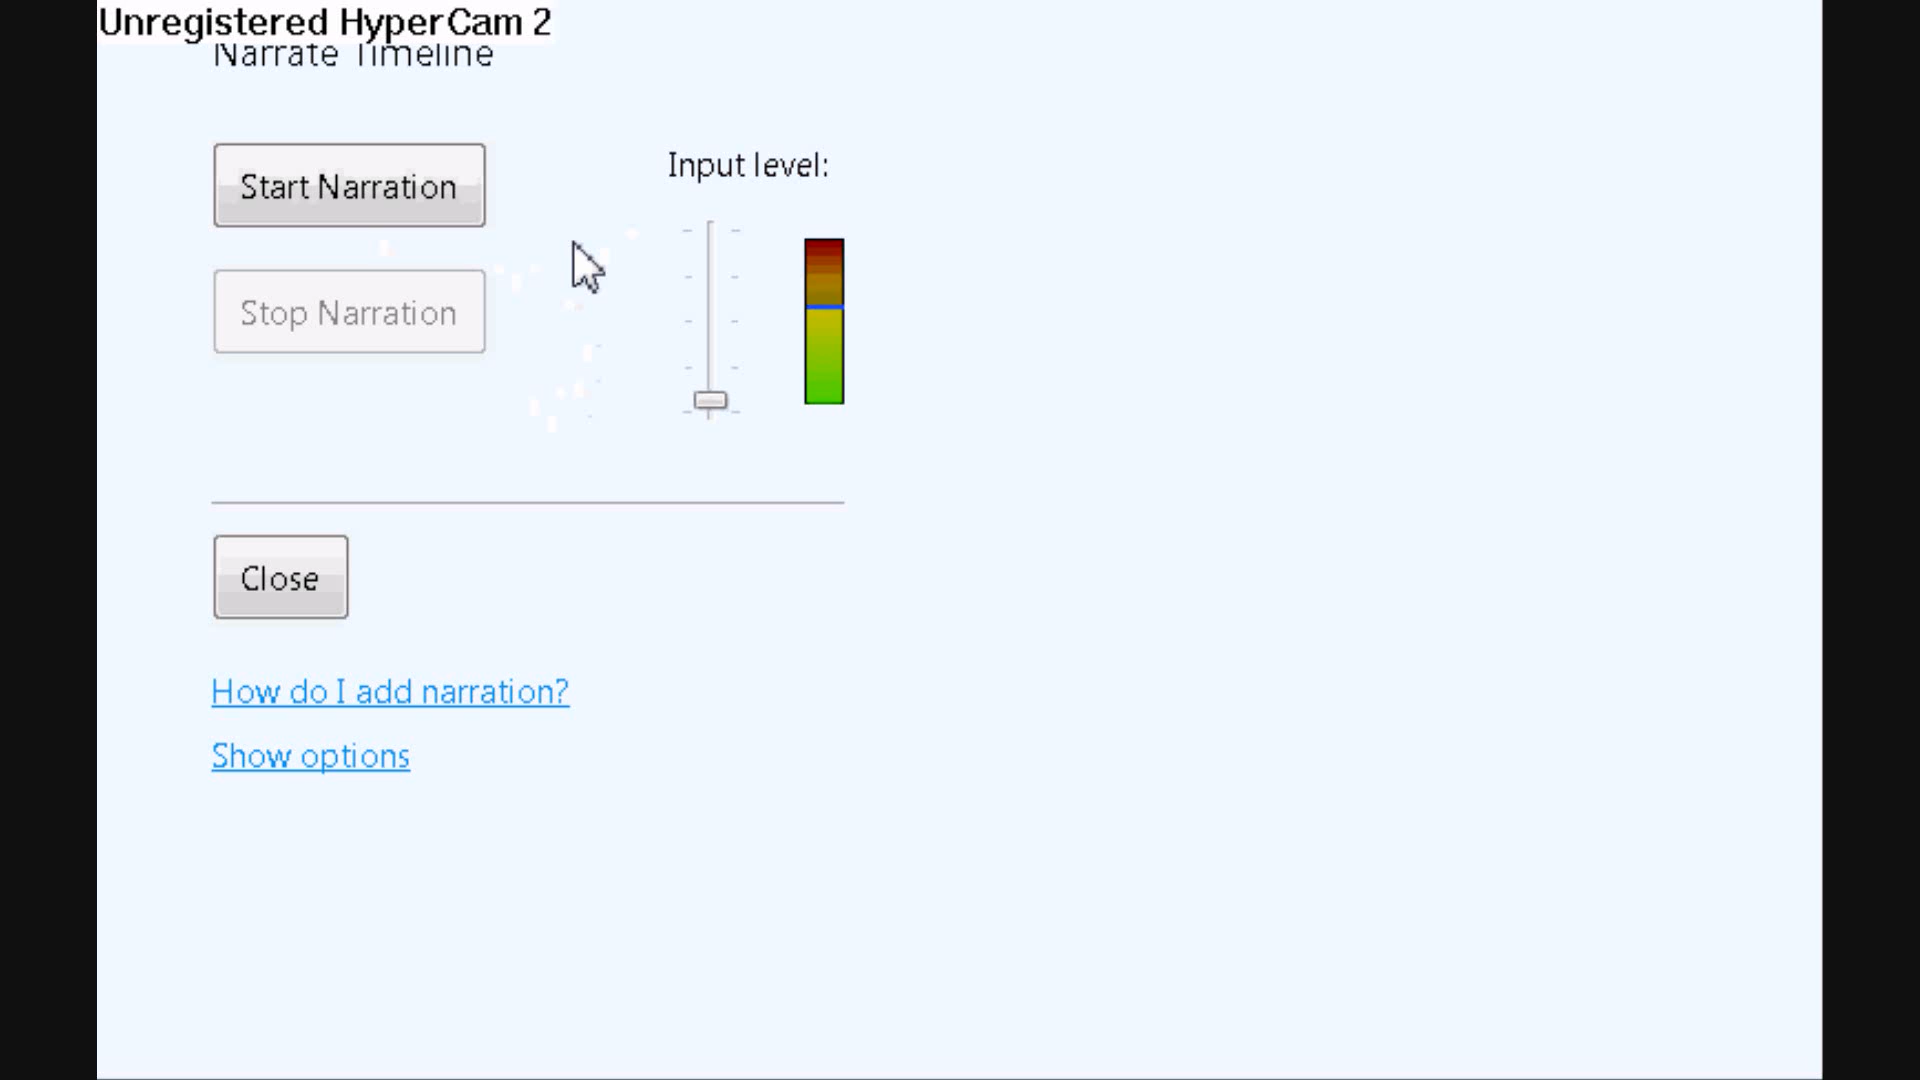 Unregistered HyperCam 2
Narrate Timeline
Start Narration
Input level:
Stop Narration
Close
How do I add narration?
Show options